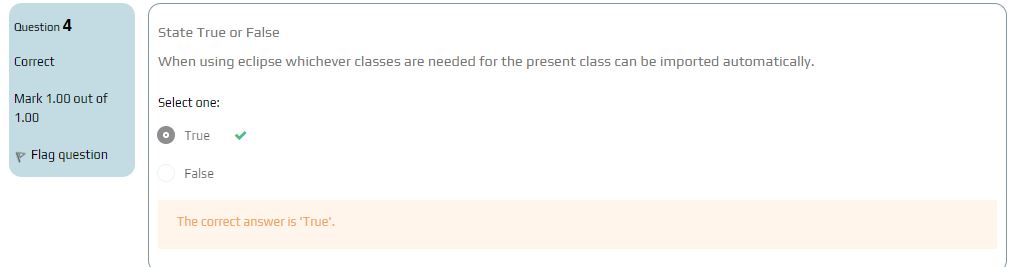 Question 4
Correct
Mark 1.00 out of
1.00
Flag question
State True or False
When using eclipse whichever classes are needed for the present class can be imported automatically.
Select one:
True
False
The correct answer is 'True'.